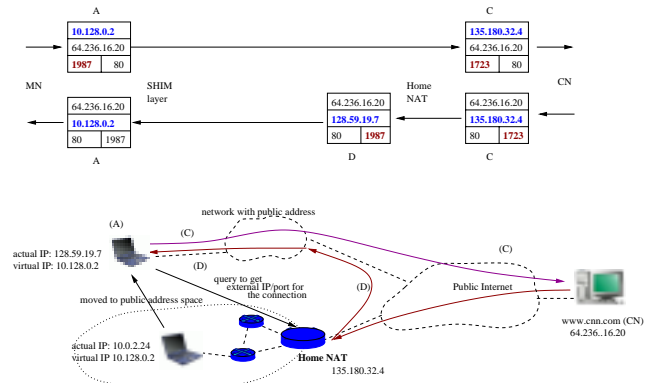 A
C
10.128.0.2
135.180.32.4
64.236.16.20
64.236.16.20
1987 80
1723 80
MN
SHIM
layer
Home
NAT
CN
64.236.16.20
64.236.16.20
64.236.16.20
10.128.0.2
128.59.19.7
135.180.32.4
80 1987
80 1987
80 1723
A
D
C
network with public address
(A)
(C)
(C)
actual IP: 128.59.19.7
virtual IP 10.128.0.2
(D)
query to get
external IP/port for
the connection
(D)
Public Internet
moved to public address space
www.cnn.com (CN)
64.236..16.20
actual IP: 10.0.2.24
virtual IP 10.128.0.2
Home NAT
135.180.32.4